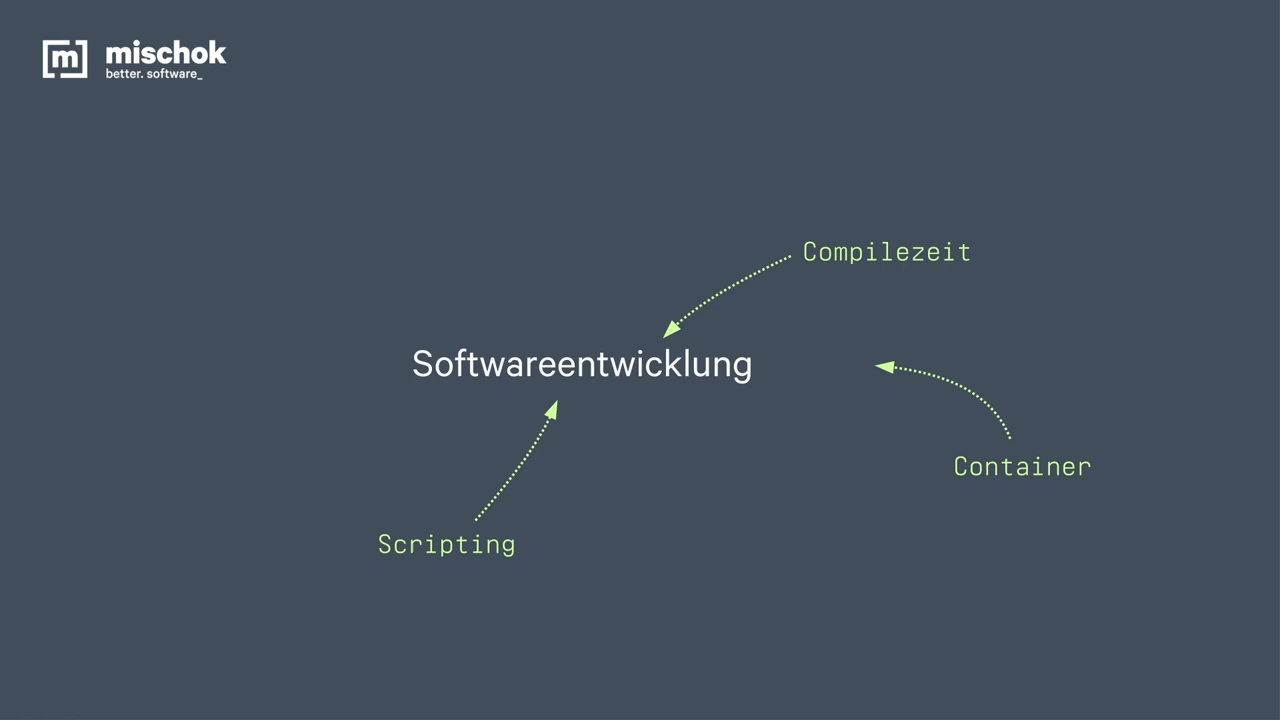 [m] mischok
better. software_
Compilezeit
Softwareentwicklung
Container
Scripting